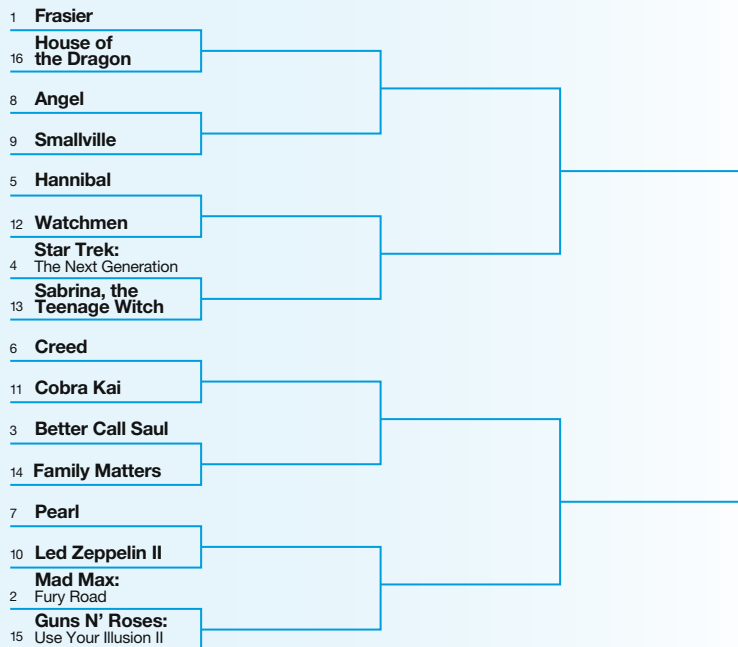 1 Frasier
House of
16 the Dragon
8 Angel
9 Smallville
5 Hannibal
12 Watchmen
Star Trek:
4 The Next Generation
Sabrina, the
13 Teenage Witch
6 Creed
11 Cobra Kai
3 Better Call Saul
14 Family Matters
7 Pearl
10 Led Zeppelin II
Mad Max:
2 Fury Road
Guns N’ Roses:
15 Use Your Illusion II